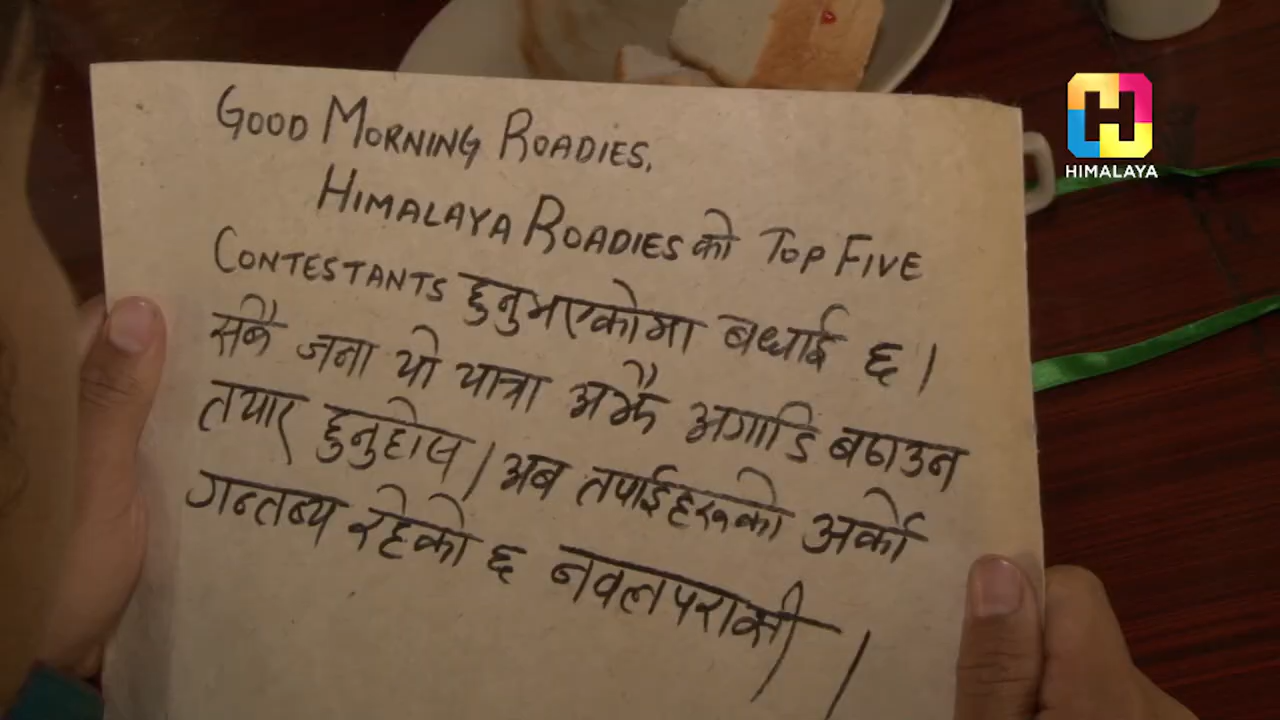 GOOD MORNING ROADIES,
HIMALAYA ROADIES को TOP FIVE
CONTESTANTS हुनुभएकोमा बधाई छ।
सबै जना यो यात्रा अझै अगाडि बढाउन
तयार हुनुहोस। अब तपाईहरुको अर्को
गन्तब्य रहेको छ नवलपरासी।
H
HIMALAYA